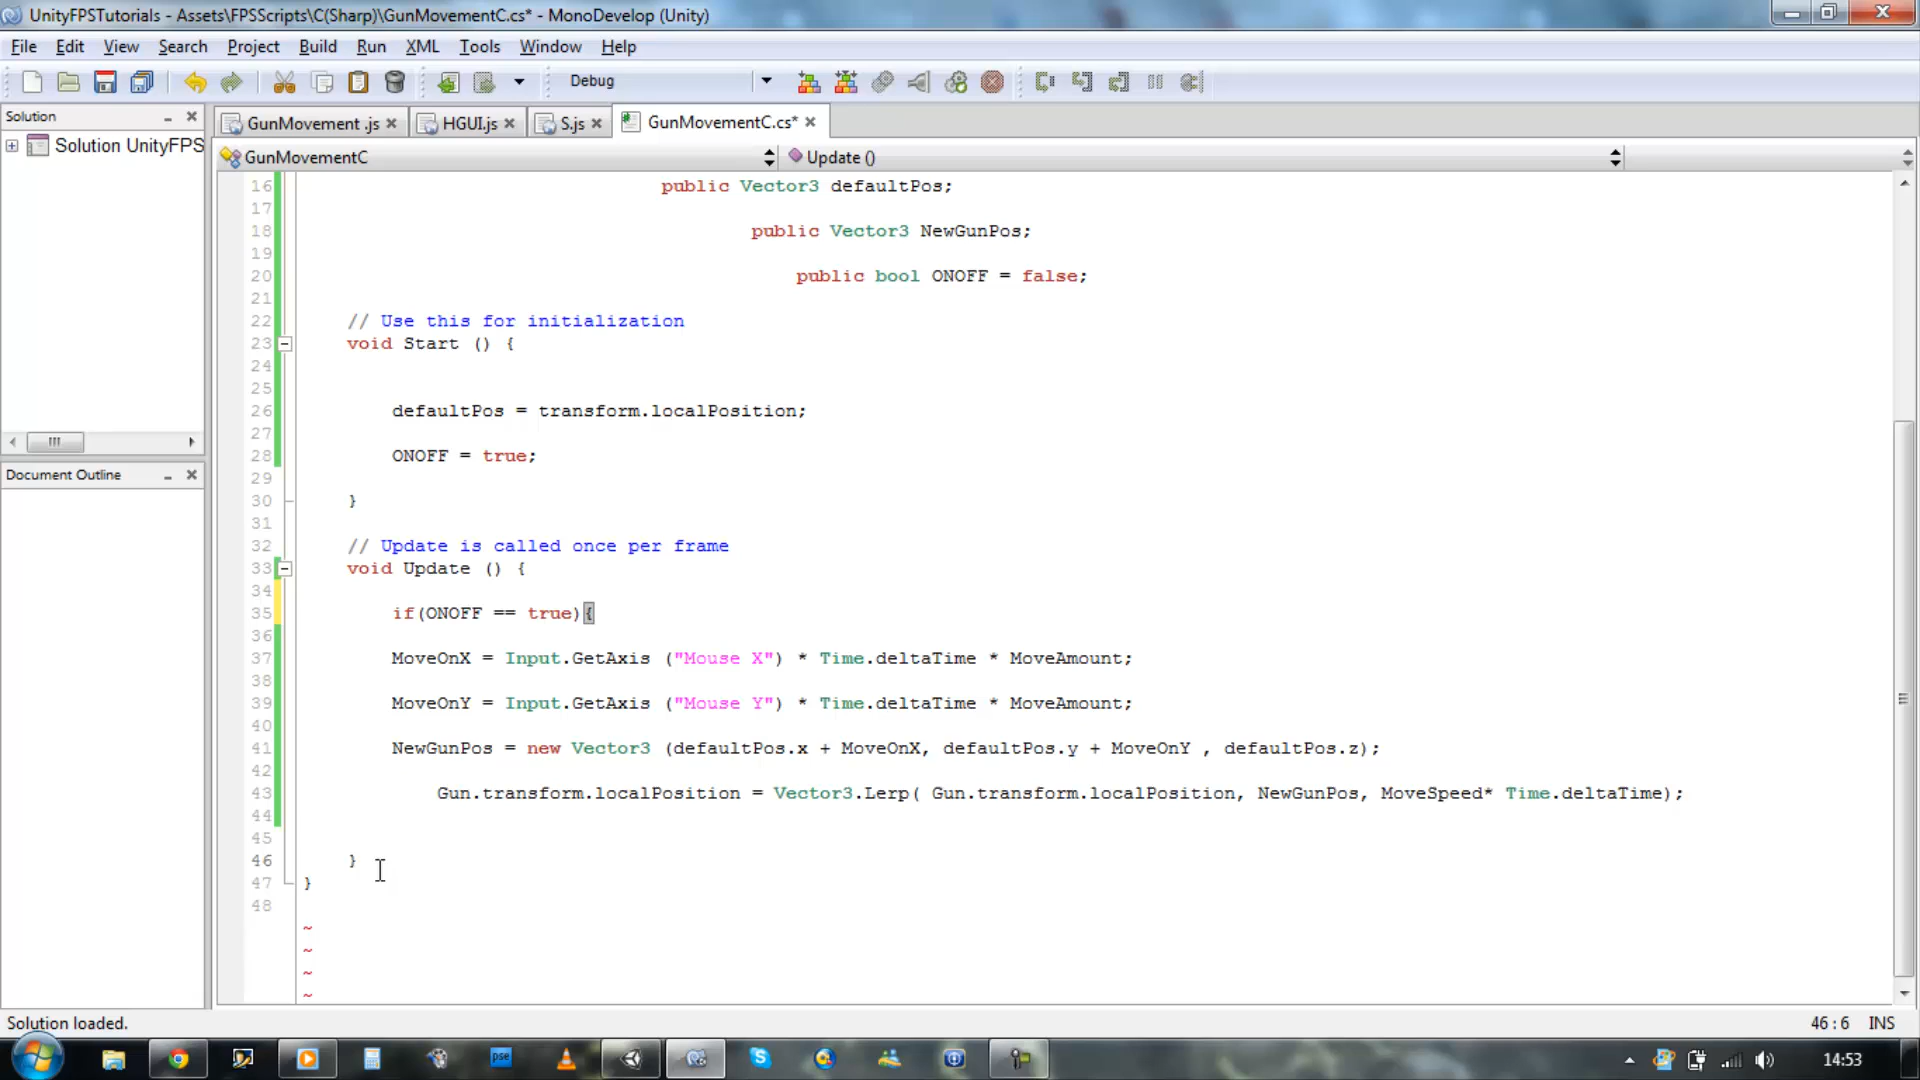 UnityFPSTutorials - Assets\FPSScripts\C(Sharp)\GunMovementC.cs* - MonoDevelop (Unity)
File Edit View Search Project Build Run XML Tools Window Help
Debug
Solution
Solution UnityFPS
Document Outline
GunMovement .js HGUI.js S.js GunMovementC.cs*
GunMovementC Update ()
16 public Vector3 defaultPos;
17
18 public Vector3 NewGunPos;
19
20 public bool ONOFF = false;
21
22 // Use this for initialization
23 void Start () {
24
25
26 defaultPos = transform.localPosition;
27
28 ONOFF = true;
29
30 }
31
32 // Update is called once per frame
33 void Update () {
34
35 if(ONOFF == true){
36
37 MoveOnX = Input.GetAxis ("Mouse X") * Time.deltaTime * MoveAmount;
38
39 MoveOnY = Input.GetAxis ("Mouse Y") * Time.deltaTime * MoveAmount;
40
41 NewGunPos = new Vector3 (defaultPos.x + MoveOnX, defaultPos.y + MoveOnY , defaultPos.z);
42
43 Gun.transform.localPosition = Vector3.Lerp( Gun.transform.localPosition, NewGunPos, MoveSpeed* Time.deltaTime);
44
45
46 }
47 }
48
~
~
~
~
Solution loaded. 46 : 6 INS
pse
14:53